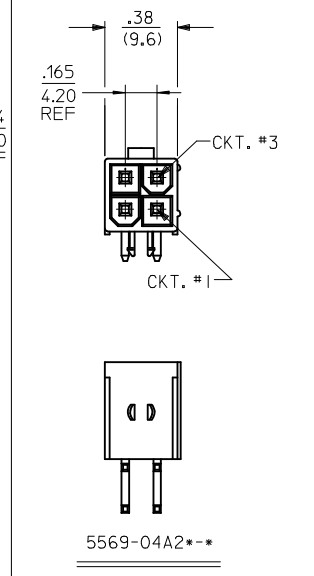 .38
(9.6)
.165
4.20
REF
CKT. #3
CKT. #1
5569-04A2*-*